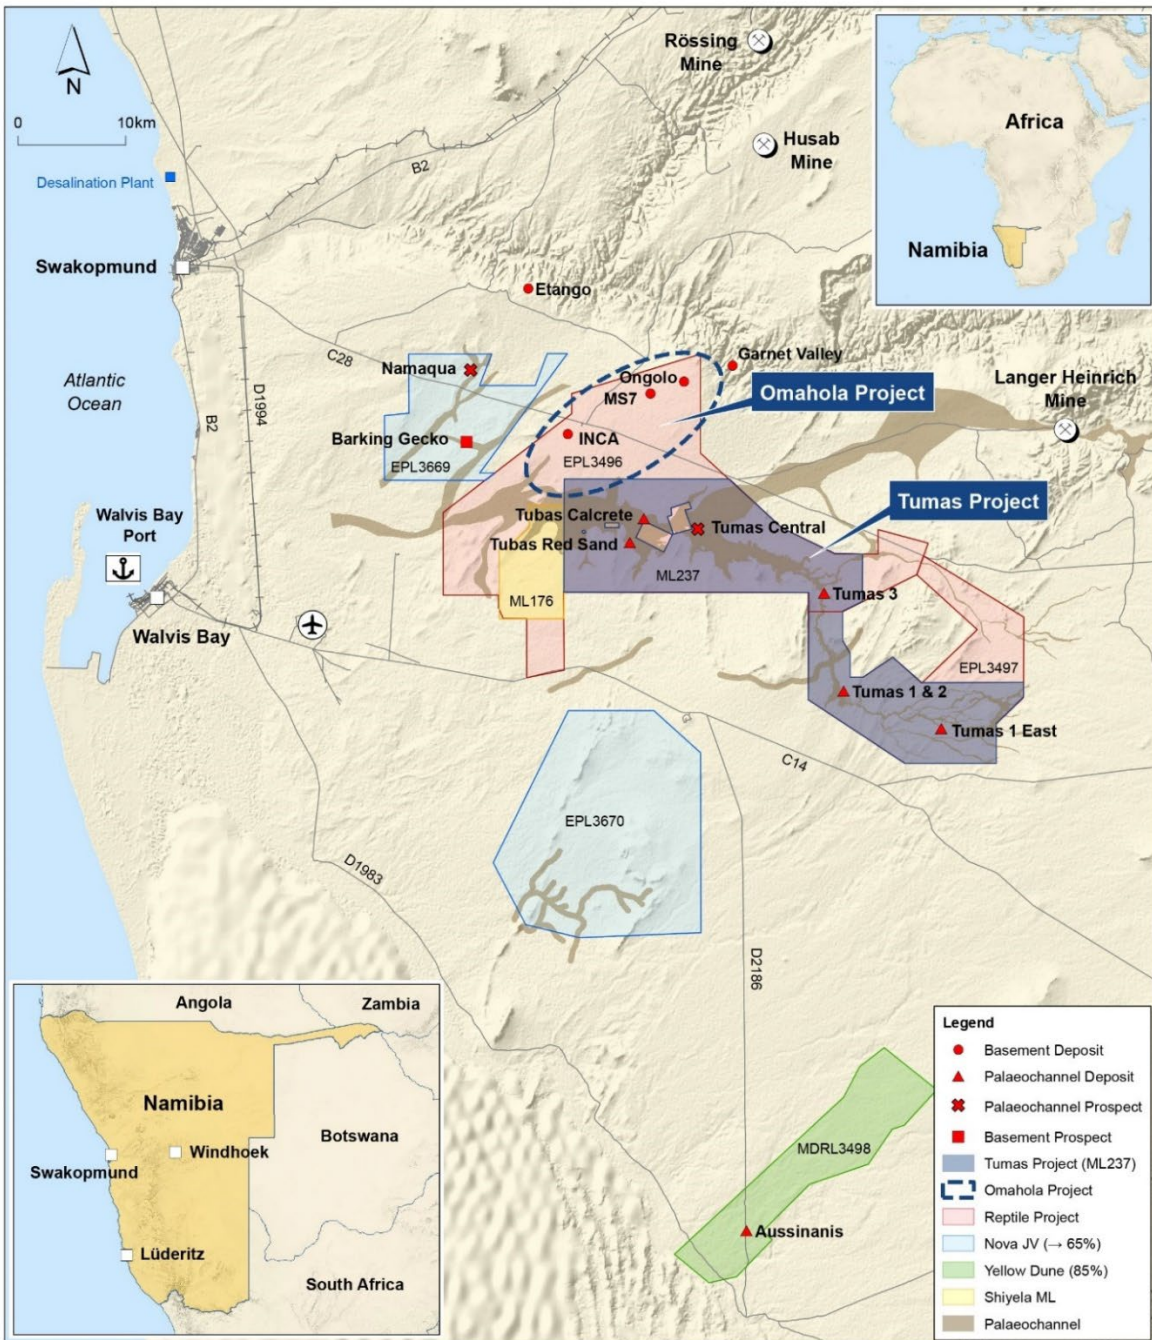 N
0
10km
Rössing
Mine
Husab
Mine
Africa
Namibia
B2
Desalination Plant
Swakopmund
Etango
C28
Namaqua
Garnet Valley
Ongolo
MS7
Omahola Project
Langer Heinrich
Mine
Atlantic
Ocean
B2
D1994
Barking Gecko
INCA
EPL3669
EPL3496
Tumas Project
Walvis Bay
Port
Tubas Calcrete
Tumas Central
Tubas Red Sand
ML237
ML176
Tumas 3
Walvis Bay
EPL3497
Tumas 1 & 2
Tumas 1 East
C14
EPL3670
D1983
D2186
MDRL3498
Aussinanis
Angola
Zambia
Namibia
Botswana
Windhoek
Swakopmund
Lüderitz
South Africa
Legend
Basement Deposit
Palaeochannel Deposit
Palaeochannel Prospect
Basement Prospect
Tumas Project (ML237)
Omahola Project
Reptile Project
Nova JV (→ 65%)
Yellow Dune (85%)
Shiyela ML
Palaeochannel